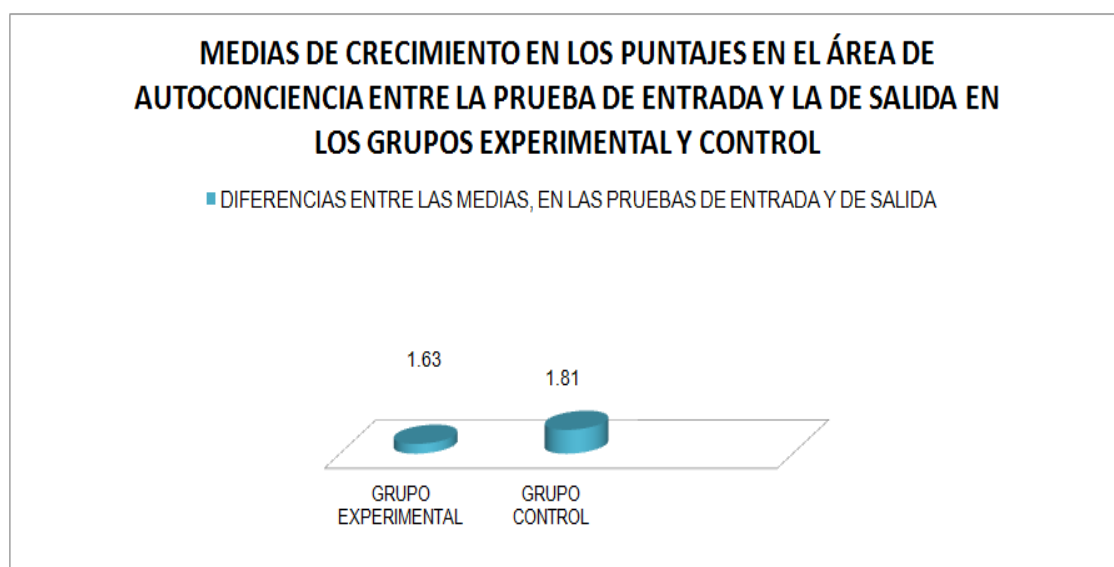 MEDIAS DE CRECIMIENTO EN LOS PUNTAJES EN EL ÁREA DE
AUTOCONCIENCIA ENTRE LA PRUEBA DE ENTRADA Y LA DE SALIDA EN
LOS GRUPOS EXPERIMENTAL Y CONTROL
DIFERENCIAS ENTRE LAS MEDIAS, EN LAS PRUEBAS DE ENTRADA Y DE SALIDA
1.63
1.81
GRUPO
EXPERIMENTAL
GRUPO
CONTROL